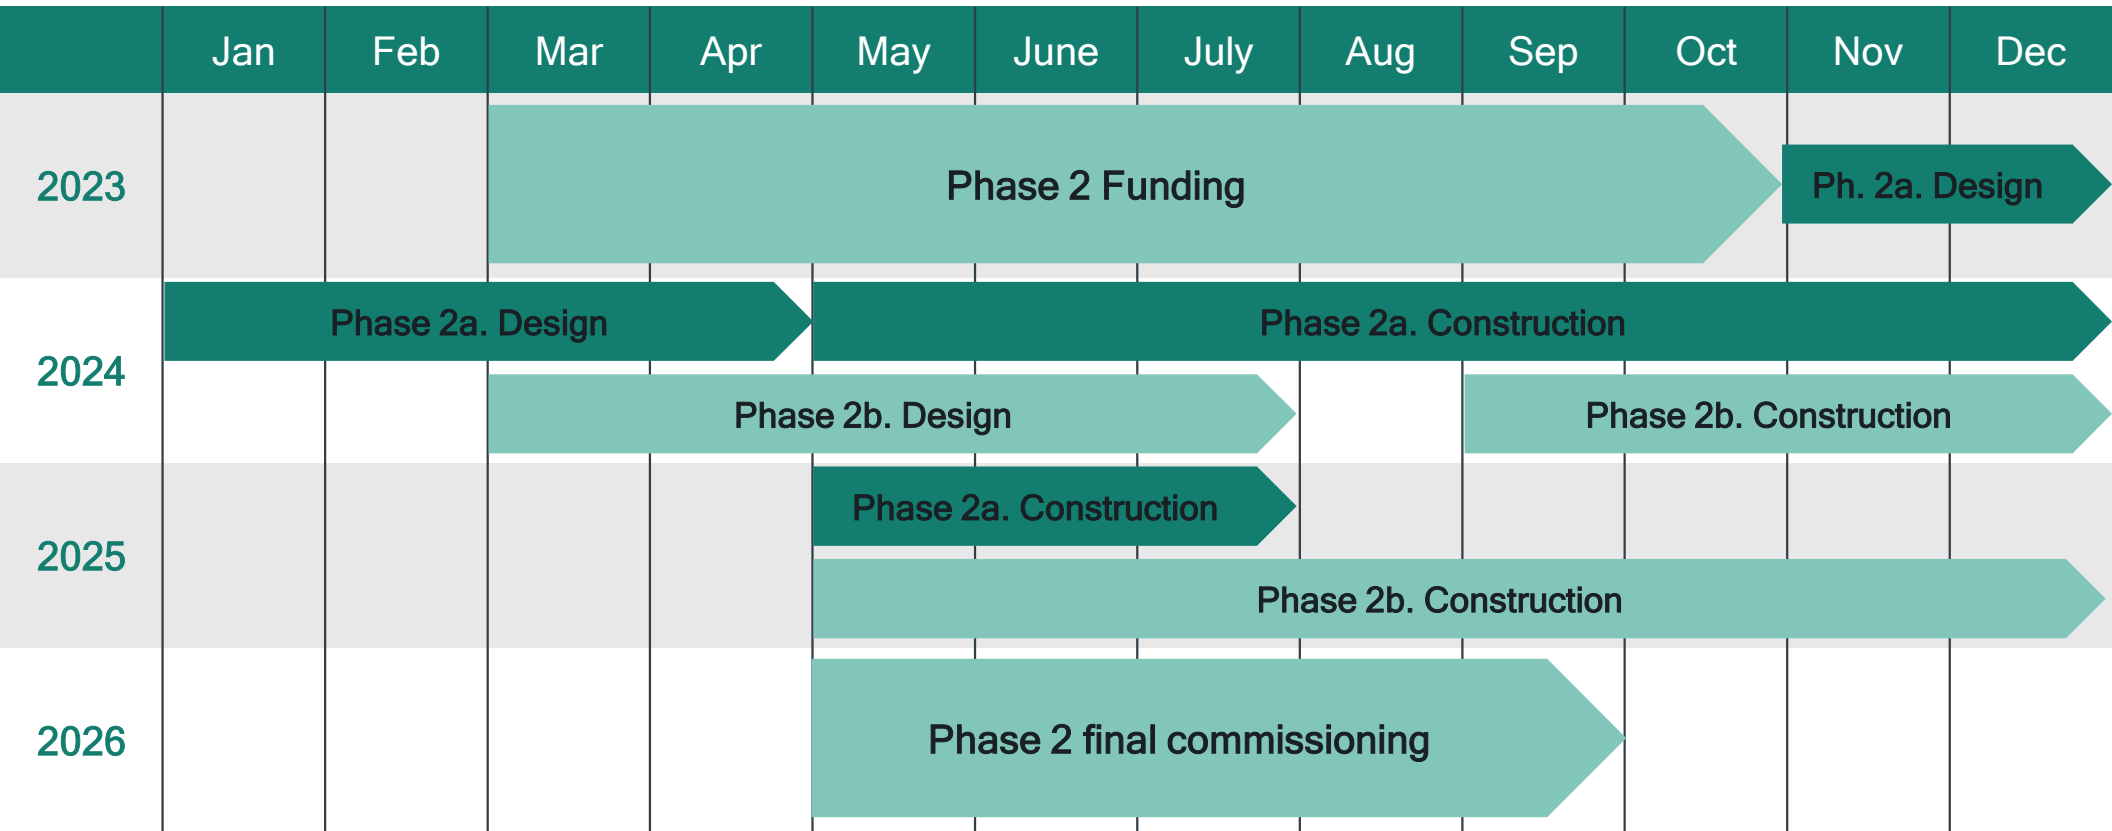 Jan Feb Mar Apr May June July Aug Sep Oct Nov Dec
2023 Phase 2 Funding Ph. 2a. Design
Phase 2a. Design Phase 2a. Construction
2024
Phase 2b. Design Phase 2b. Construction
Phase 2a. Construction
2025
Phase 2b. Construction
2026 Phase 2 final commissioning